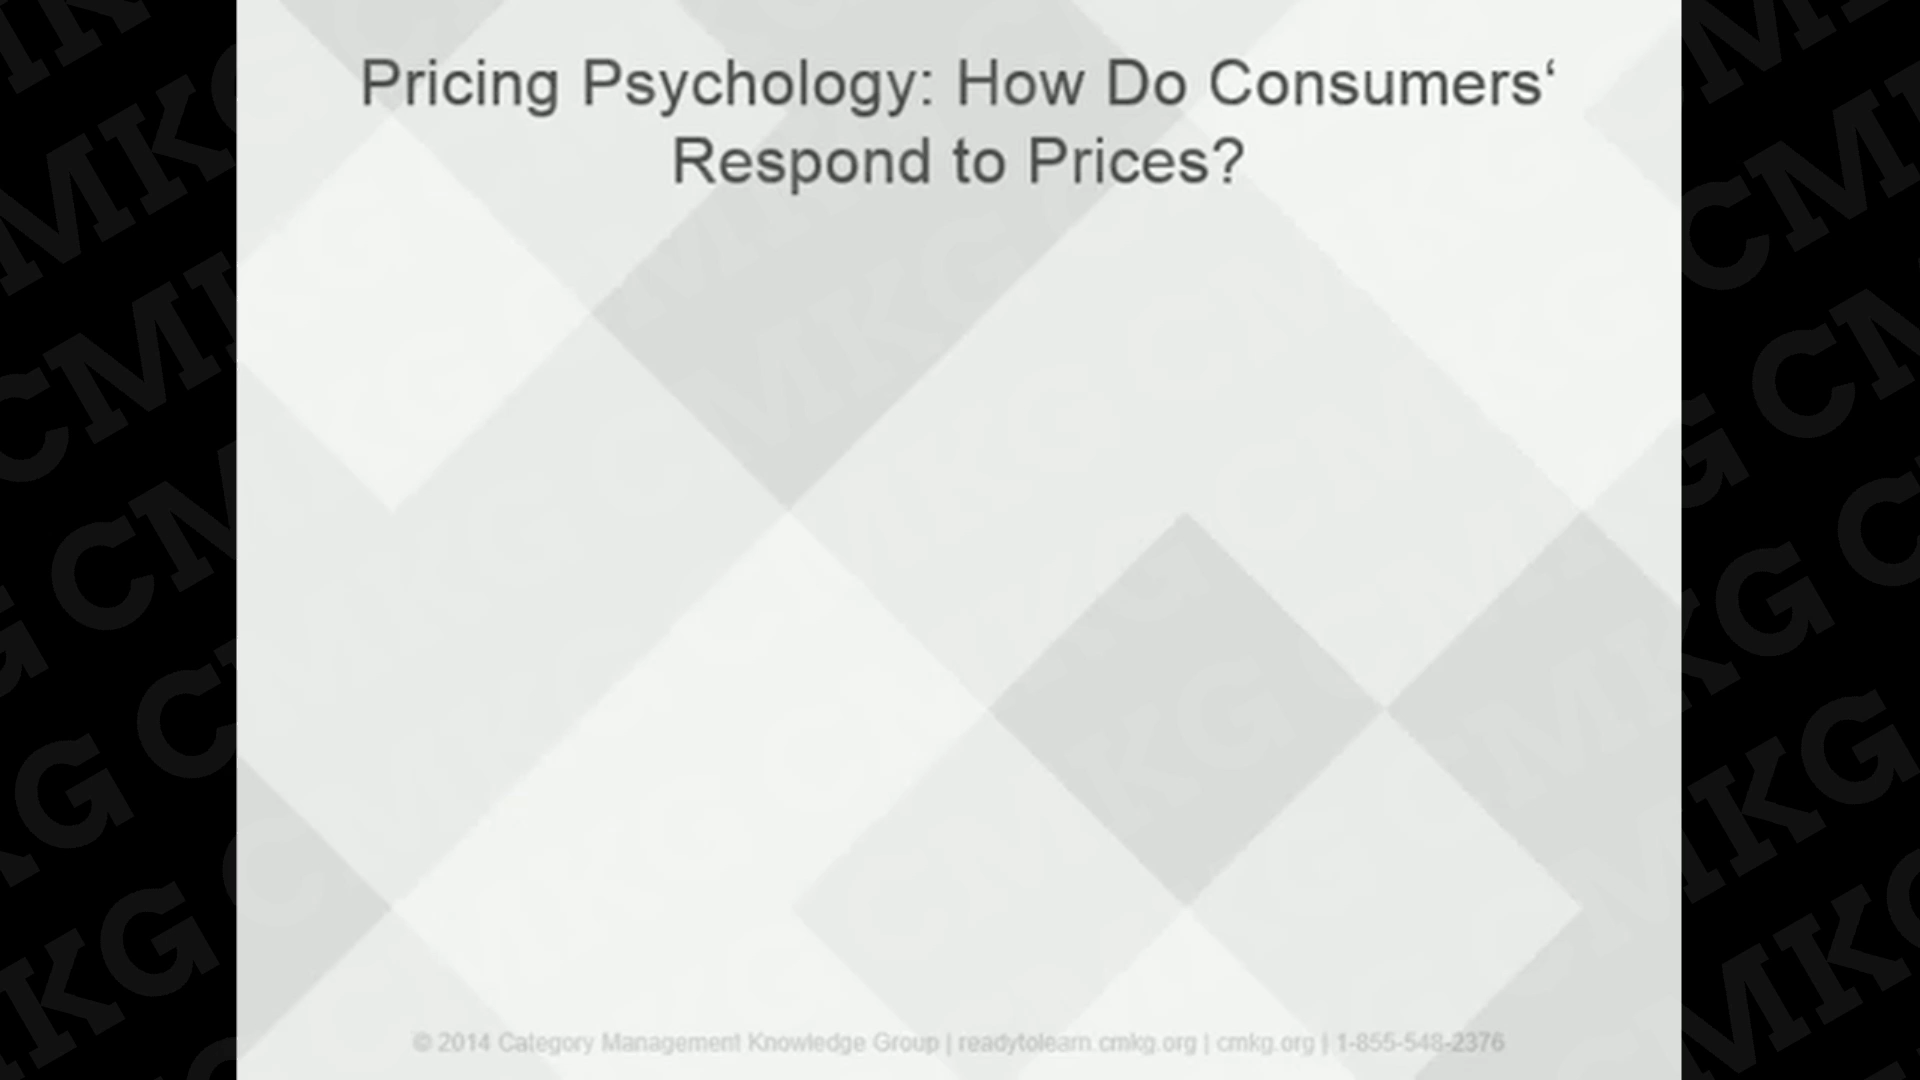 Pricing Psychology: How Do Consumers‘
Respond to Prices?
© 2014 Category Management Knowledge Group | readytolearn.cmkg.org | cmkg.org | 1-855-548-2376